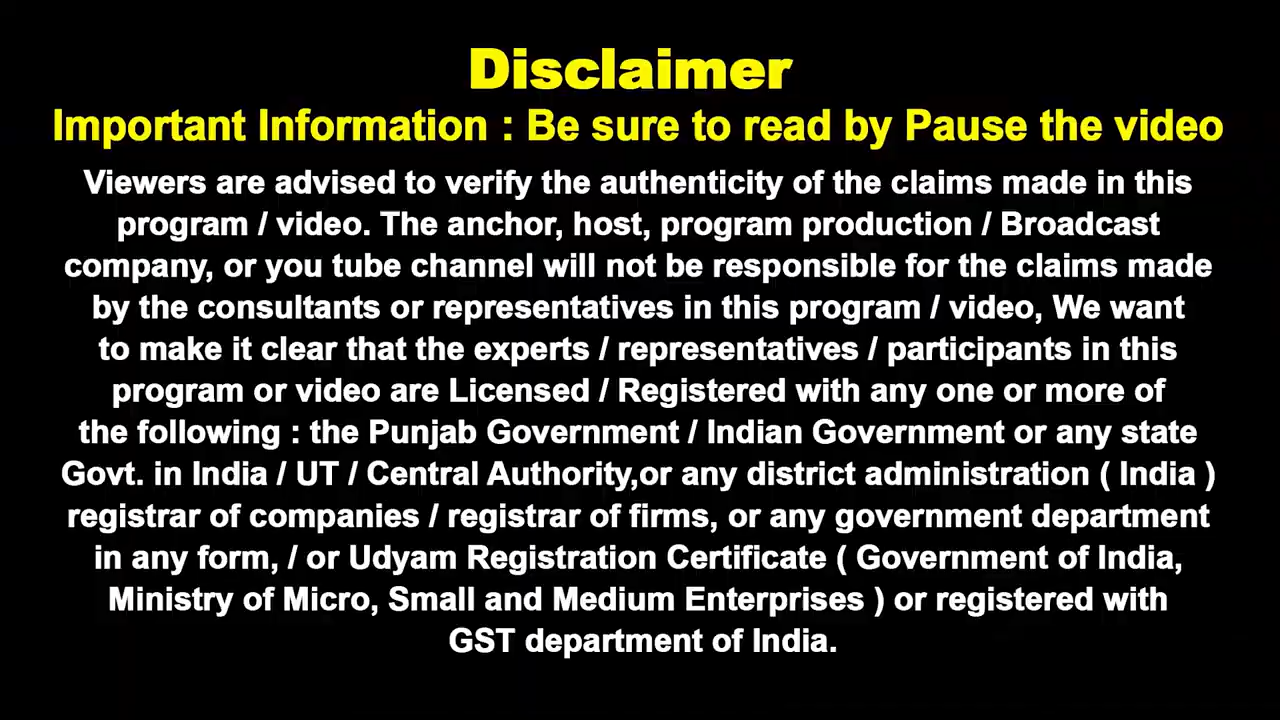 Disclaimer
Important Information : Be sure to read by Pause the video
Viewers are advised to verify the authenticity of the claims made in this
program / video. The anchor, host, program production / Broadcast
company, or you tube channel will not be responsible for the claims made
by the consultants or representatives in this program / video, We want
to make it clear that the experts / representatives / participants in this
program or video are Licensed / Registered with any one or more of
the following : the Punjab Government / Indian Government or any state
Govt. in India / UT / Central Authority,or any district administration ( India )
registrar of companies / registrar of firms, or any government department
in any form, / or Udyam Registration Certificate ( Government of India,
Ministry of Micro, Small and Medium Enterprises ) or registered with
GST department of India.